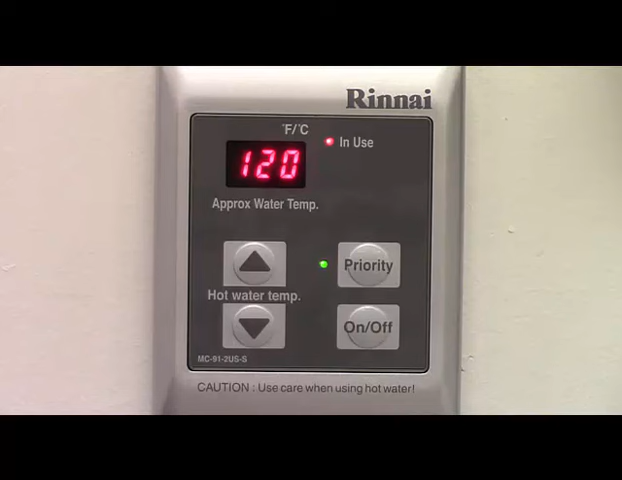 Rinnai
°F/°C
120
In Use
Approx Water Temp.
Priority
Hot water temp.
On/Off
MC-91-2US-S
CAUTION : Use care when using hot water!